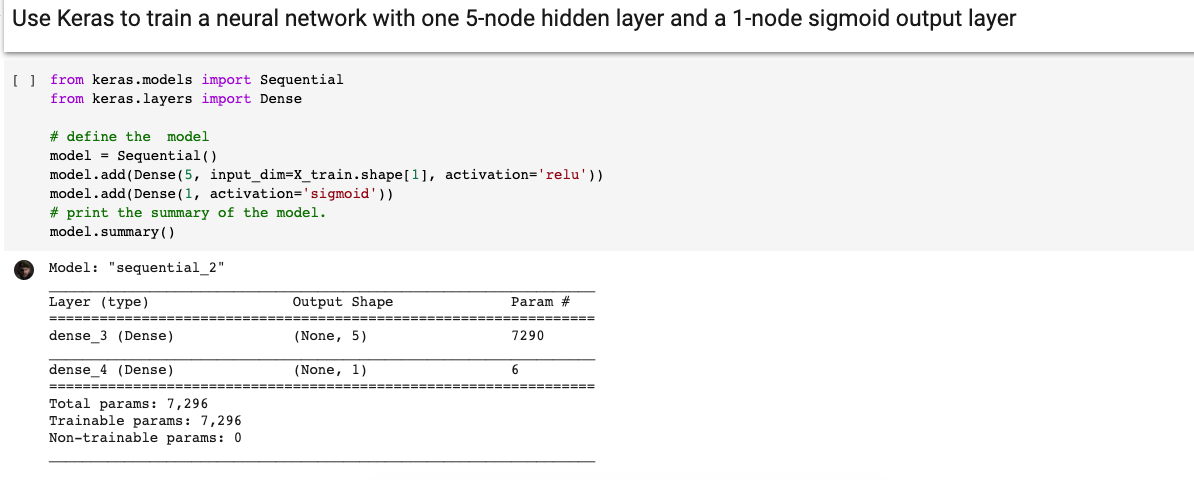 Use Keras to train a neural network with one 5-node hidden layer and a 1-node sigmoid output layer
[ ] from keras.models import Sequential
from keras.layers import Dense
# define the  model
model = Sequential()
model.add(Dense(5, input_dim=X_train.shape[1], activation='relu'))
model.add(Dense(1, activation='sigmoid'))
# print the summary of the model.
model.summary()
Model: "sequential_2"
_________________________________________________________________
Layer (type)                 Output Shape              Param #
=================================================================
dense_3 (Dense)              (None, 5)                 7290
_________________________________________________________________
dense_4 (Dense)              (None, 1)                 6
=================================================================
Total params: 7,296
Trainable params: 7,296
Non-trainable params: 0
_________________________________________________________________